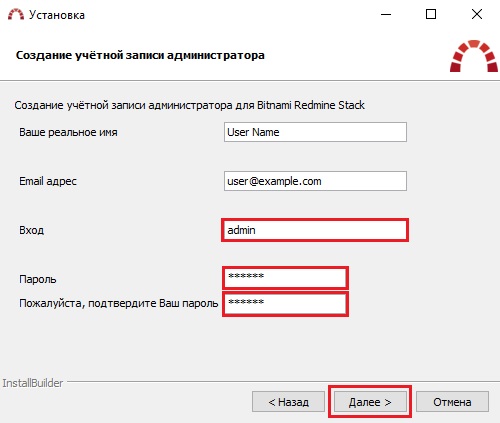 Установка
Создание учётной записи администратора
Создание учётной записи администратора для Bitnami Redmine Stack
Ваше реальное имя User Name
Email адрес user@example.com
Вход admin
Пароль ******
Пожалуйста, подтвердите Ваш пароль ******
InstallBuilder
< Назад Далее > Отмена